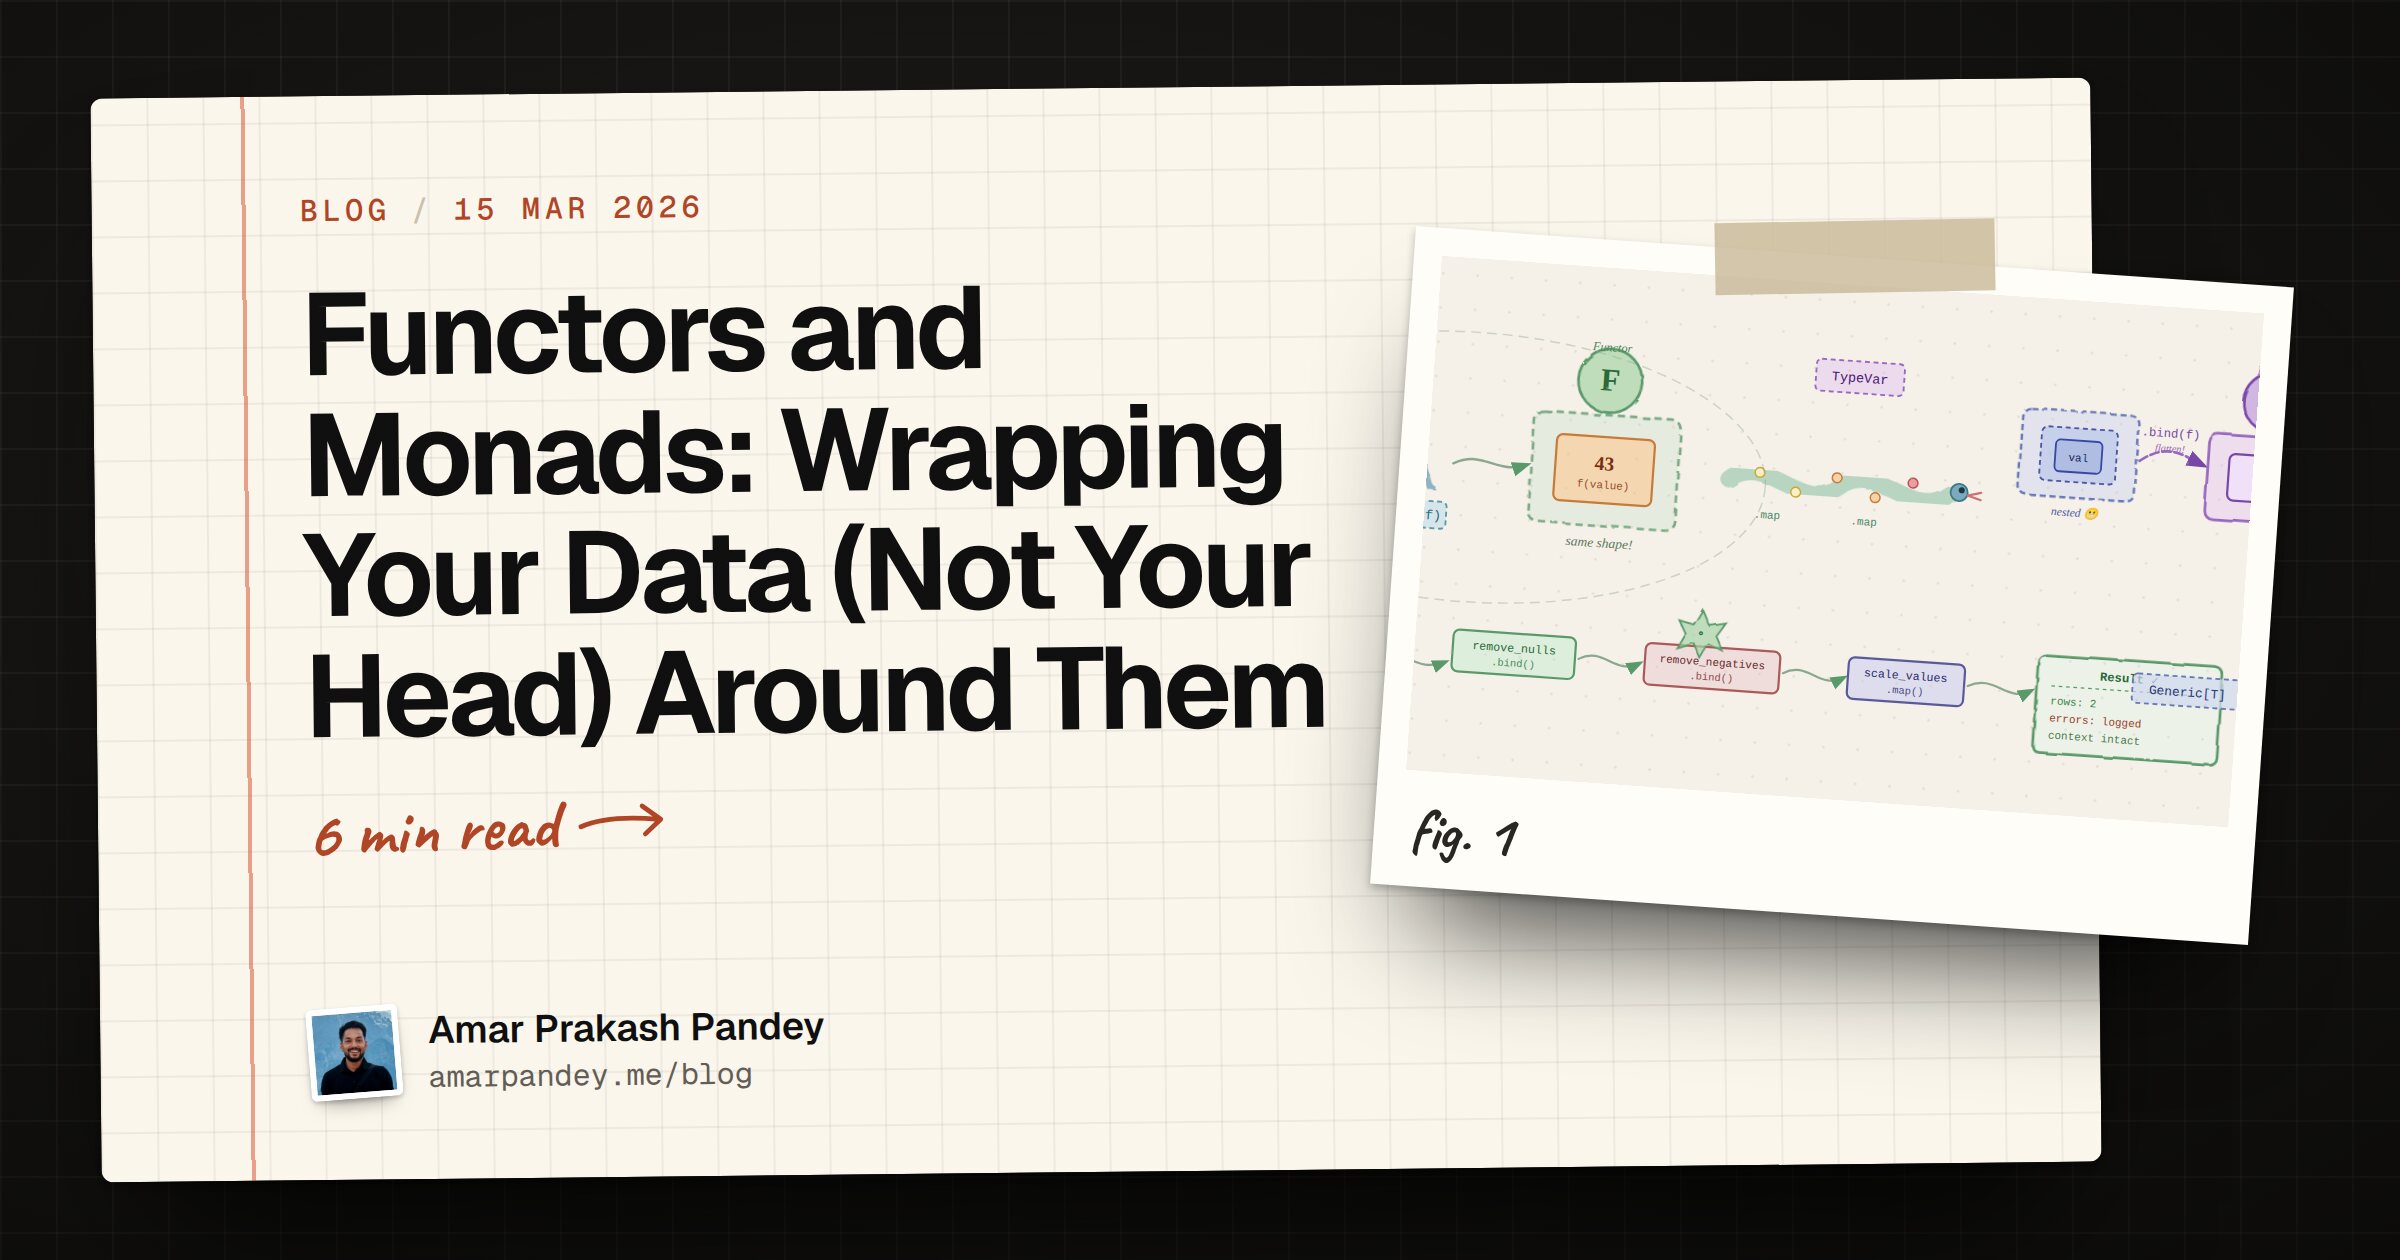 BLOG / 15 MAR 2026
Functors and
Monads: Wrapping
Your Data (Not Your
Head) Around Them
6 min read
Amar Prakash Pandey
amarpandey.me/blog
Functor
F
43
f(value)
same shape!
f)
TypeVar
.map
.map
val
nested 😕
.bind(f)
flatten!
remove_nulls
.bind()
remove_negatives
.bind()
scale_values
.map()
Result
Generic[T]
rows: 2
errors: logged
context intact
fig. 1